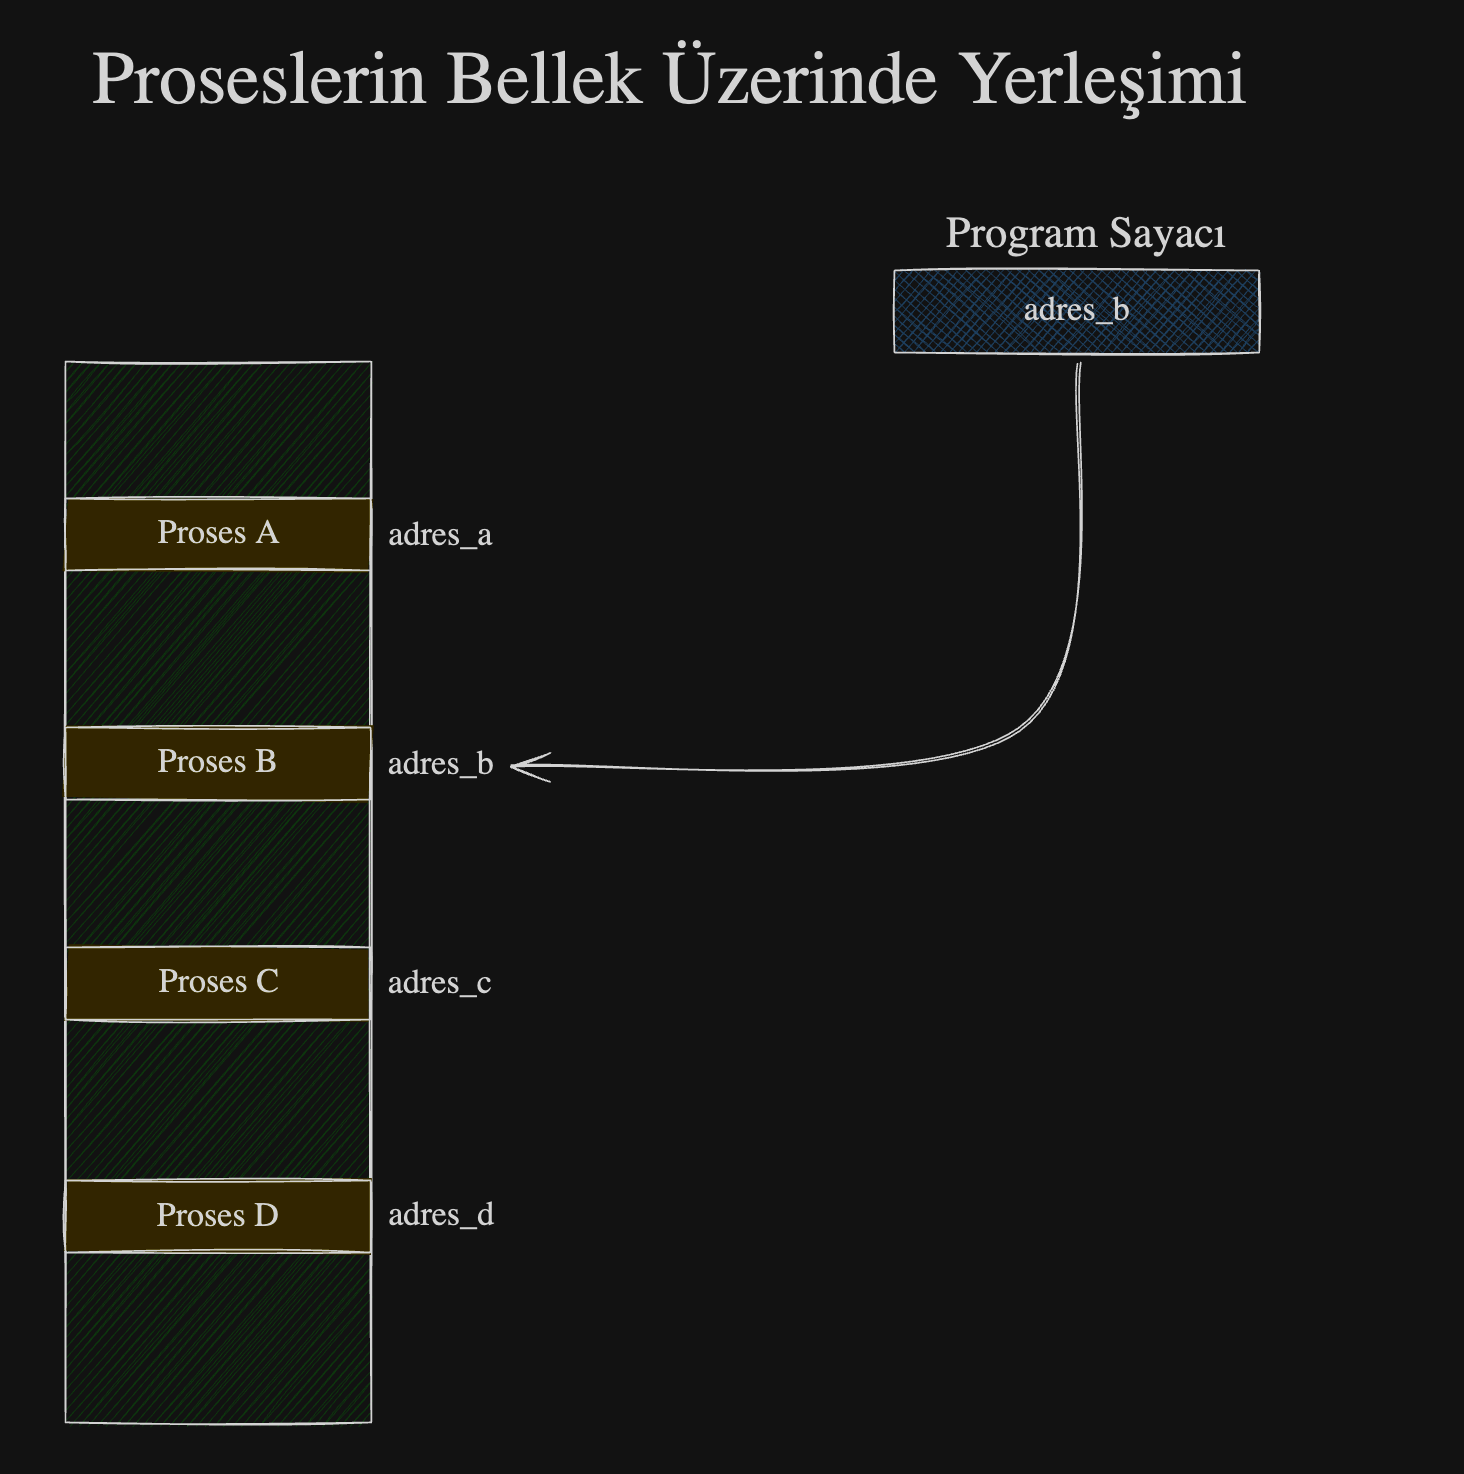 Proseslerin Bellek Üzerinde Yerleşimi
Program Sayacı
adres_b
Proses A
adres_a
Proses B
adres_b
Proses C
adres_c
Proses D
adres_d